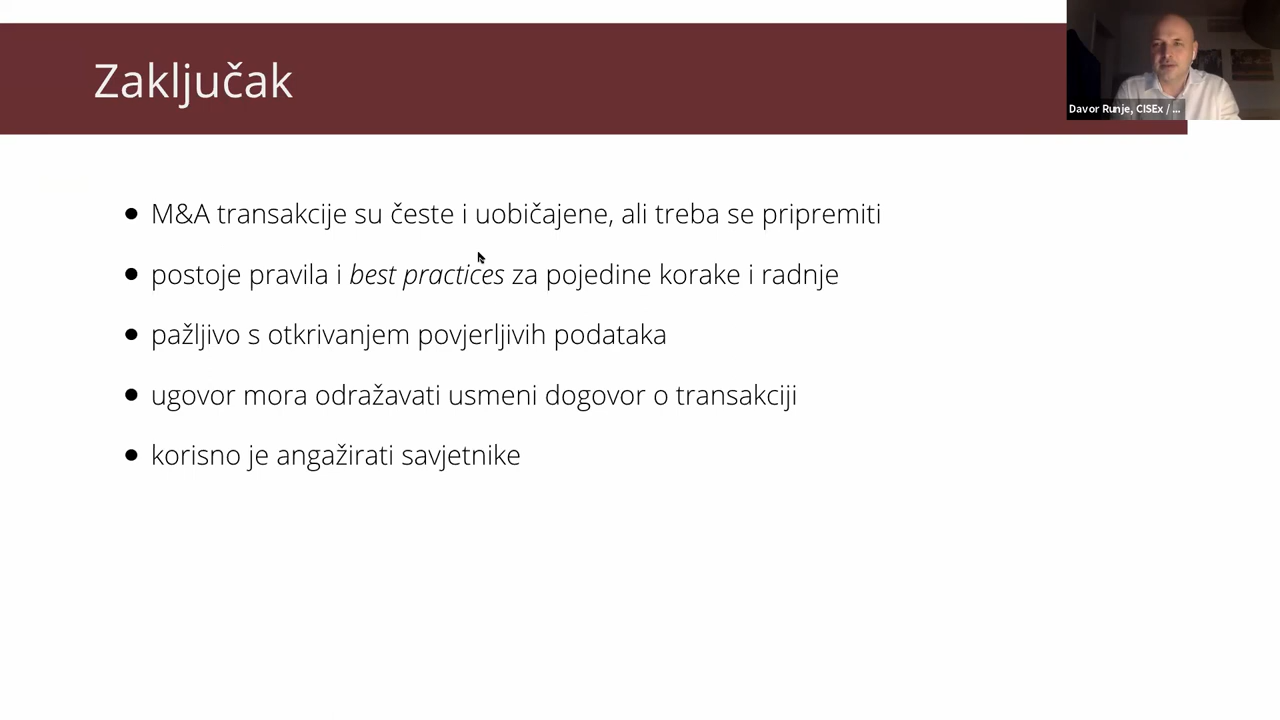 Zaključak
Davor Runje, CISEx / ...
M&A transakcije su česte i uobičajene, ali treba se pripremiti
postoje pravila i best practices za pojedine korake i radnje
pažljivo s otkrivanjem povjerljivih podataka
ugovor mora odražavati usmeni dogovor o transakciji
korisno je angažirati savjetnike